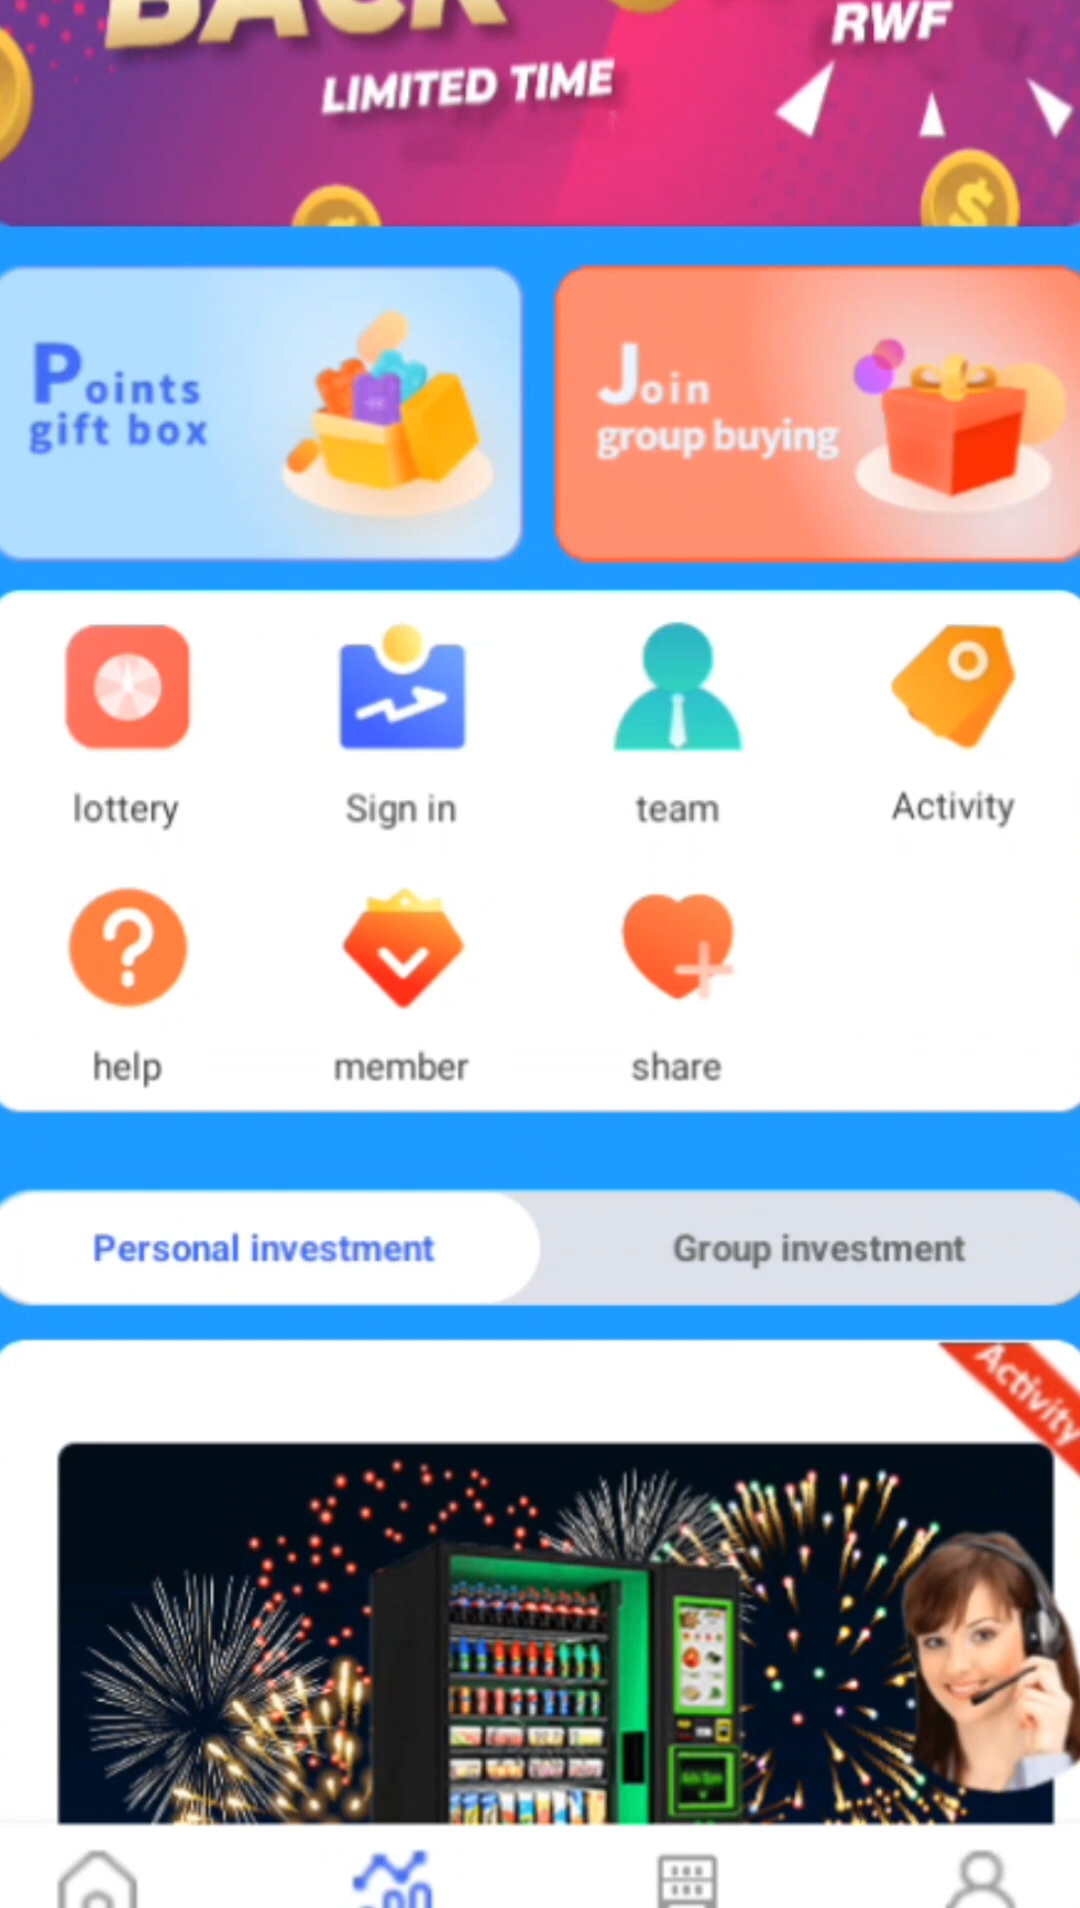 BACK
RWF
LIMITED TIME
Points
gift box
Join
group buying
lottery
Sign in
team
Activity
help
member
share
Personal investment
Group investment
Activity